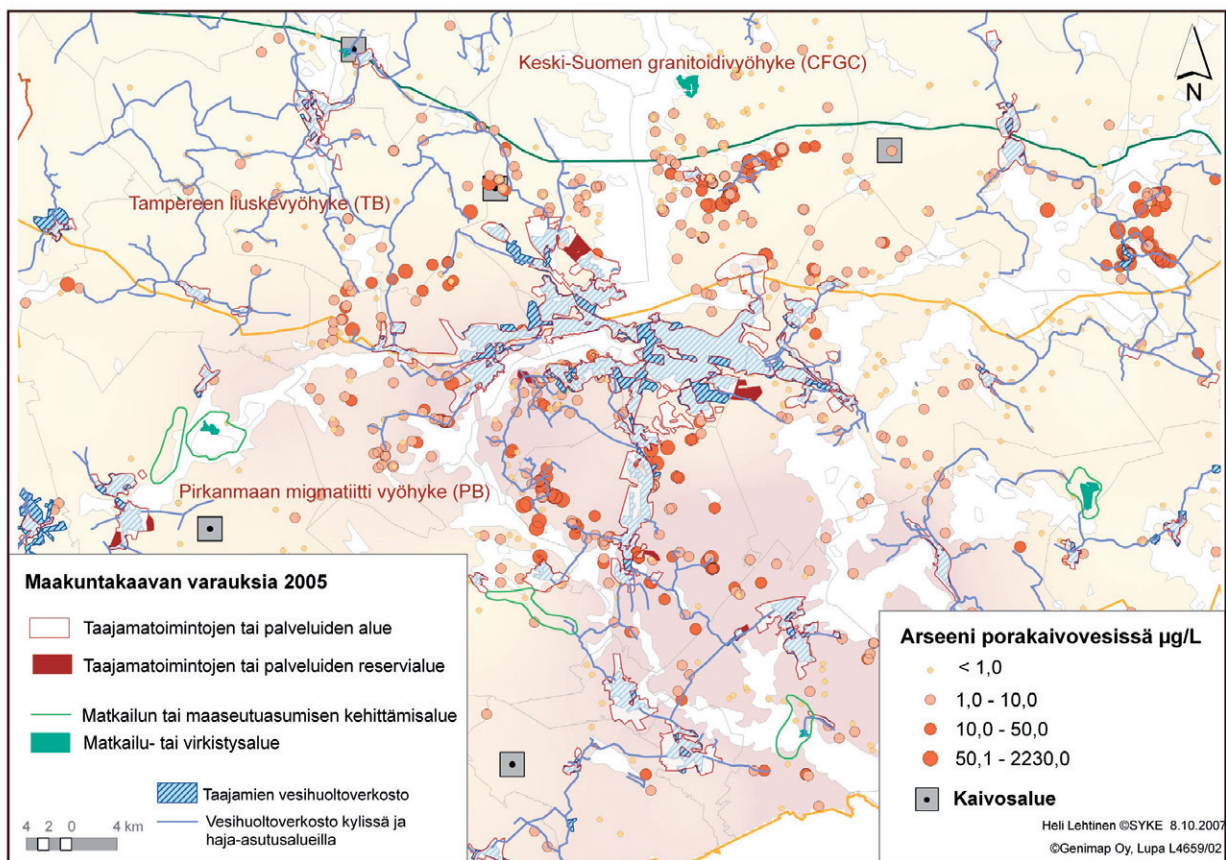 Keski-Suomen granitoidivyöhyke (CFGC)
N
Tampereen liuskevyöhyke (TB)
Pirkanmaan migmatiitti vyöhyke (PB)
Maakuntakaavan varauksia 2005
Taajamatoimintojen tai palveluiden alue
Taajamatoimintojen tai palveluiden reservialue
Matkailun tai maaseutuasumisen kehittämisalue
Matkailu- tai virkistysalue
Taajamien vesihuoltoverkosto
Vesihuoltoverkosto kylissä ja
haja-asutusalueilla
4 2 0 4 km
Arseeni porakaivovesissä µg/L
< 1,0
1,0 - 10,0
10,0 - 50,0
50,1 - 2230,0
Kaivosalue
Heli Lehtinen ©SYKE 8.10.2007
©Genimap Oy, Lupa L4659/02